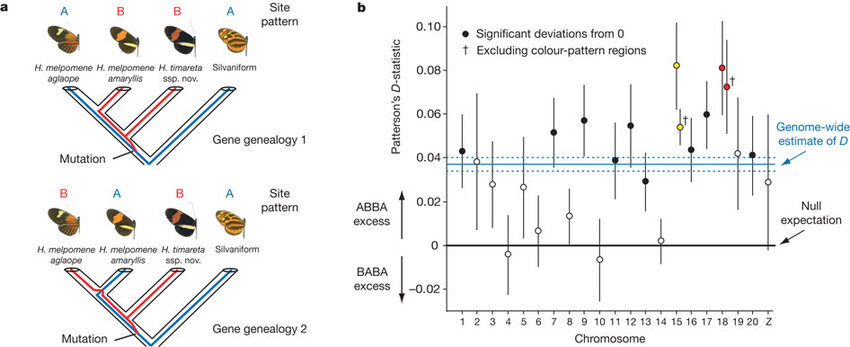 a
A B B A Site
pattern
H. melpomene H. melpomene H. timareta Silvaniform
aglaope amaryllis ssp. nov.
Mutation
Gene genealogy 1
B A B A Site
pattern
H. melpomene H. melpomene H. timareta Silvaniform
aglaope amaryllis ssp. nov.
Mutation
Gene genealogy 2
b
Patterson's D-statistic
0.10
0.08
0.06
0.04
0.02
0
−0.02
ABBA
excess
BABA
excess
● Significant deviations from 0
† Excluding colour-pattern regions
†
†
Genome-wide
estimate of D
Null
expectation
1 2 3 4 5 6 7 8 9 10 11 12 13 14 15 16 17 18 19 20 Z
Chromosome